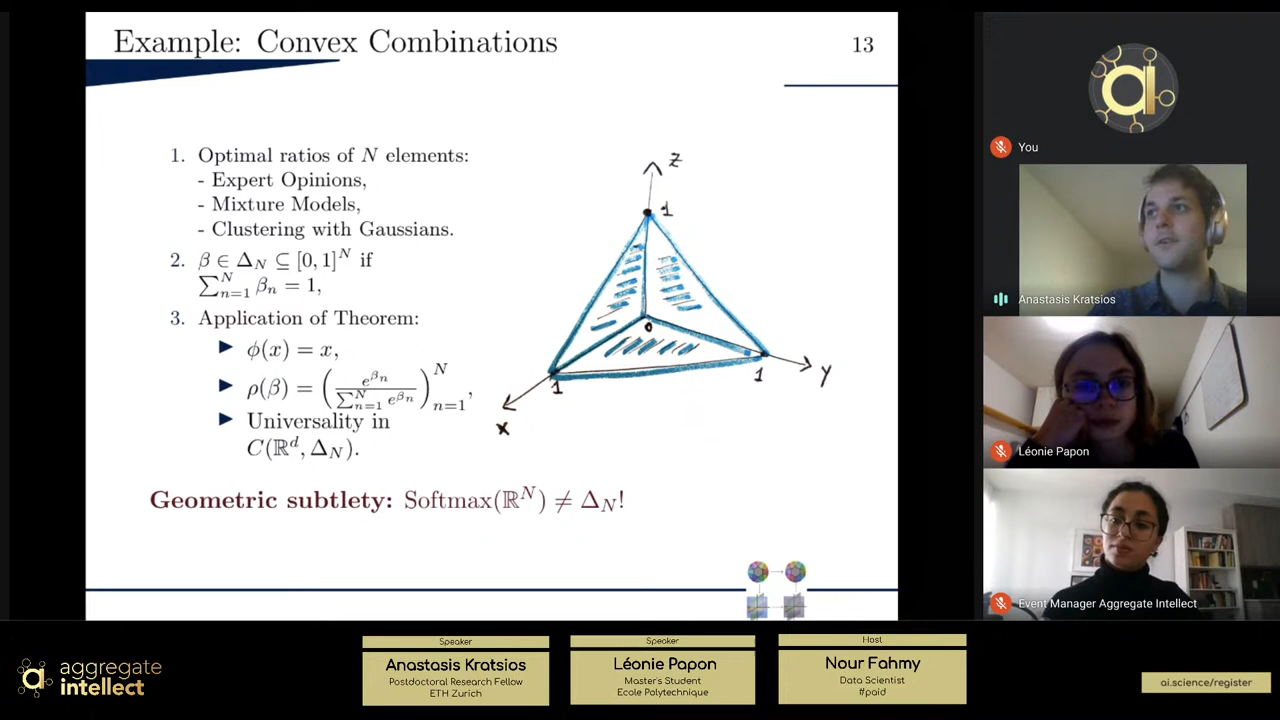 Example: Convex Combinations
13
1. Optimal ratios of N elements:
- Expert Opinions,
- Mixture Models,
- Clustering with Gaussians.
2. β ∈ Δ_N ⊆ [0, 1]^N if
∑_{n=1}^N β_n = 1,
3. Application of Theorem:
▶ ϕ(x) = x,
▶ ρ(β) = (e^{β_n} / ∑_{n=1}^N e^{β_n})_{n=1}^N,
▶ Universality in
C(ℝ^d, Δ_N).
Geometric subtlety: Softmax(ℝ^N) ≠ Δ_N!
z
1
0
1
1
y
x
You
Anastasis Kratsios
Léonie Papon
Event Manager Aggregate Intellect
aggregate
intellect
Speaker
Anastasis Kratsios
Postdoctoral Research Fellow
ETH Zurich
Speaker
Léonie Papon
Master's Student
Ecole Polytechnique
Host
Nour Fahmy
Data Scientist
#paid
ai.science/register